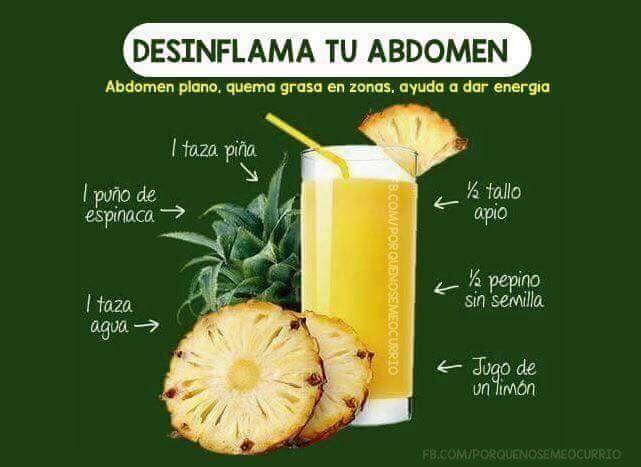 DESINFLAMA TU ABDOMEN
Abdomen plano, quema grasa en zonas, ayuda a dar energia
1 taza piña
1 puño de
espinaca
1 taza
agua
½ tallo
apio
½ pepino
sin semilla
Jugo de
un limón
FB.COM/PORQUENOSEMEOCURRIO
FB.COM/PORQUENOSEMEOCURRIO